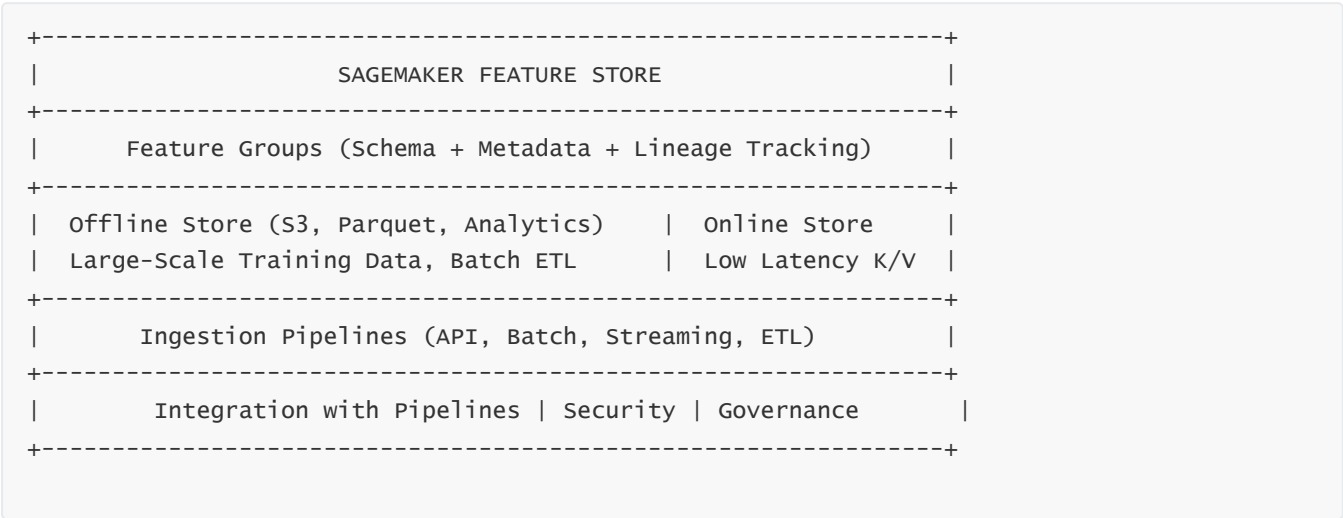 +----------------------------------------------------------------+
|                     SAGEMAKER FEATURE STORE                    |
+----------------------------------------------------------------+
|      Feature Groups (Schema + Metadata + Lineage Tracking)     |
+----------------------------------------------------------------+
|  Offline Store (S3, Parquet, Analytics)    |  Online Store     |
|  Large-Scale Training Data, Batch ETL      |  Low Latency K/V  |
+----------------------------------------------------------------+
|       Ingestion Pipelines (API, Batch, Streaming, ETL)         |
+----------------------------------------------------------------+
|        Integration with Pipelines | Security | Governance       |
+----------------------------------------------------------------+